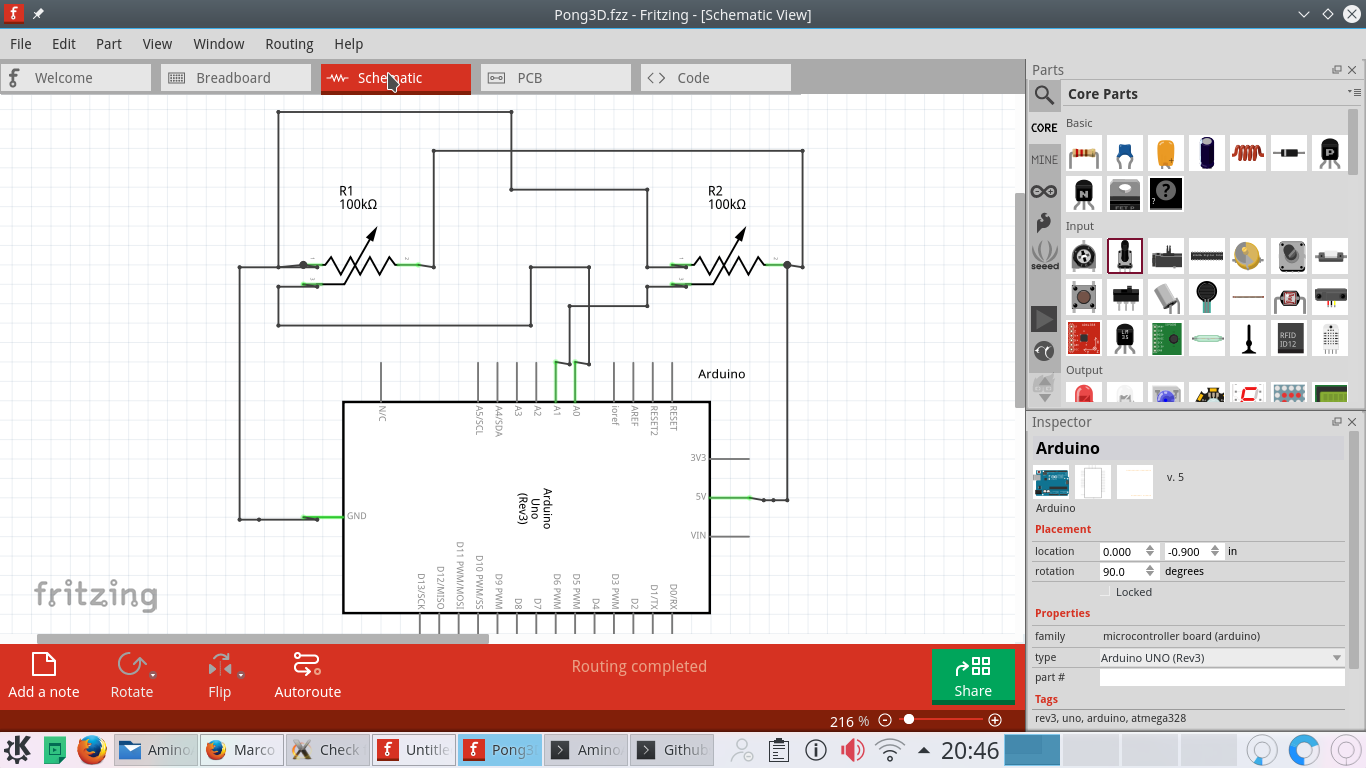 Pong3D.fzz - Fritzing - [Schematic View]
File Edit Part View Window Routing Help
Welcome
Breadboard
Schematic
PCB
Code
R1
100kΩ
R2
100kΩ
Arduino
N/C
A5/SCL
A4/SDA
A3
A2
A1
A0
ioref
AREF
RESET2
RESET
3V3
5V
VIN
GND
Arduino
Uno
(Rev3)
D13/SCK
D12/MISO
D11 PWM/MOSI
D10 PWM/SS
D9 PWM
D8
D7
D6 PWM
D5 PWM
D4
D3 PWM
D2
D1/TX
D0/RX
fritzing
Add a note
Rotate
Flip
Autoroute
Routing completed
Share
216 %
Parts
Core Parts
CORE
MINE
seeed
Basic
P
N
?
Input
LM
35
RFID
ID12
Output
Inspector
Arduino
v. 5
Arduino
Placement
location 0.000 -0.900 in
rotation 90.0 degrees
Locked
Properties
family microcontroller board (arduino)
type Arduino UNO (Rev3)
part #
Tags
rev3, uno, arduino, atmega328
Amino
Marco
Check
Untitle
Pong3
Amino
Github
20:46